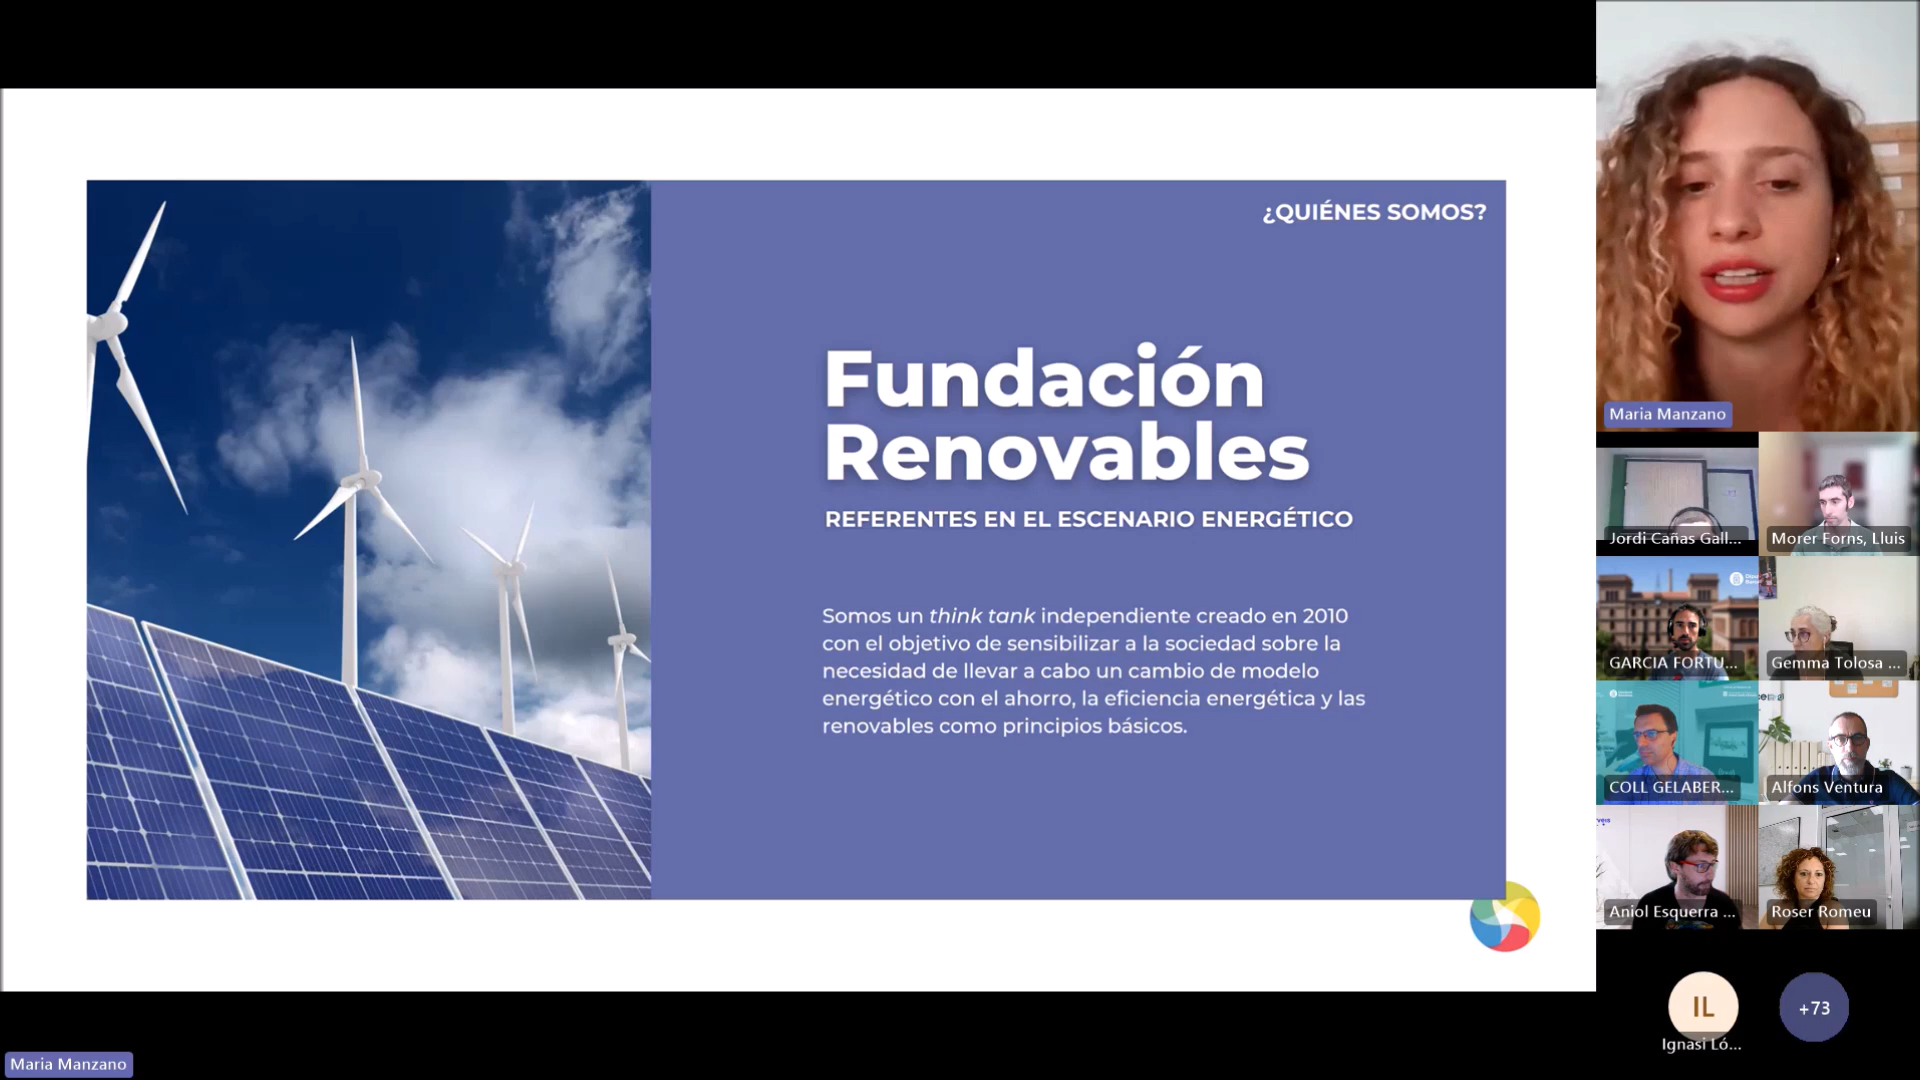 ¿QUIÉNES SOMOS?
Fundación
Renovables
REFERENTES EN EL ESCENARIO ENERGÉTICO
Somos un think tank independiente creado en 2010
con el objetivo de sensibilizar a la sociedad sobre la
necesidad de llevar a cabo un cambio de modelo
energético con el ahorro, la eficiencia energética y las
renovables como principios básicos.
Maria Manzano
Jordi Cañas Gall...
Morer Forns, Lluis
GARCIA FORTU...
Gemma Tolosa ...
COLL GELABER...
Alfons Ventura
Aniol Esquerra ...
Roser Romeu
IL
+73
Ignasi Ló...
Maria Manzano